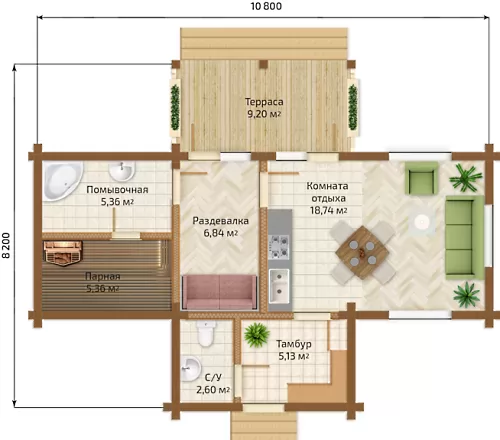 10 800
8 200
Терраса
9,20 м²
Помывочная
5,36 м²
Раздевалка
6,84 м²
Комната
отдыха
18,74 м²
Парная
5,36 м²
Тамбур
5,13 м²
С/У
2,60 м²